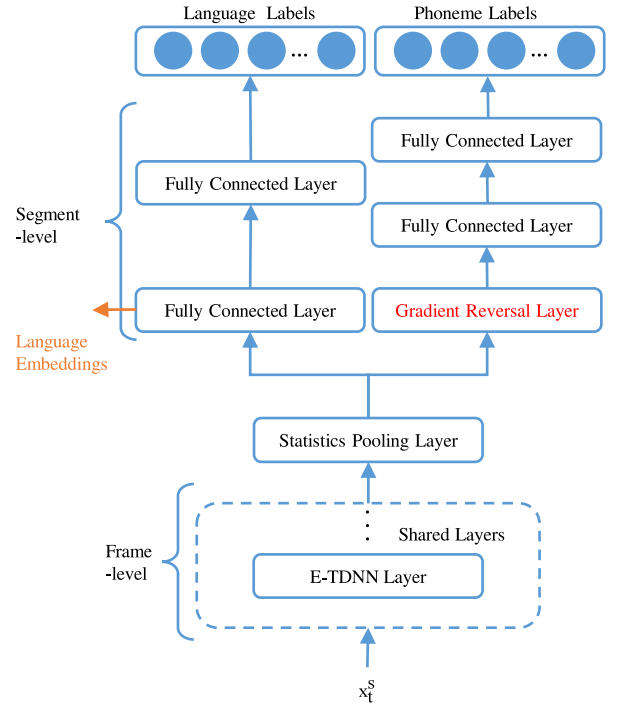 Language Labels
Phoneme Labels
...
...
Fully Connected Layer
Fully Connected Layer
Segment
-level
Fully Connected Layer
Fully Connected Layer
Gradient Reversal Layer
Language
Embeddings
Statistics Pooling Layer
Shared Layers
Frame
-level
E-TDNN Layer
x_t^s